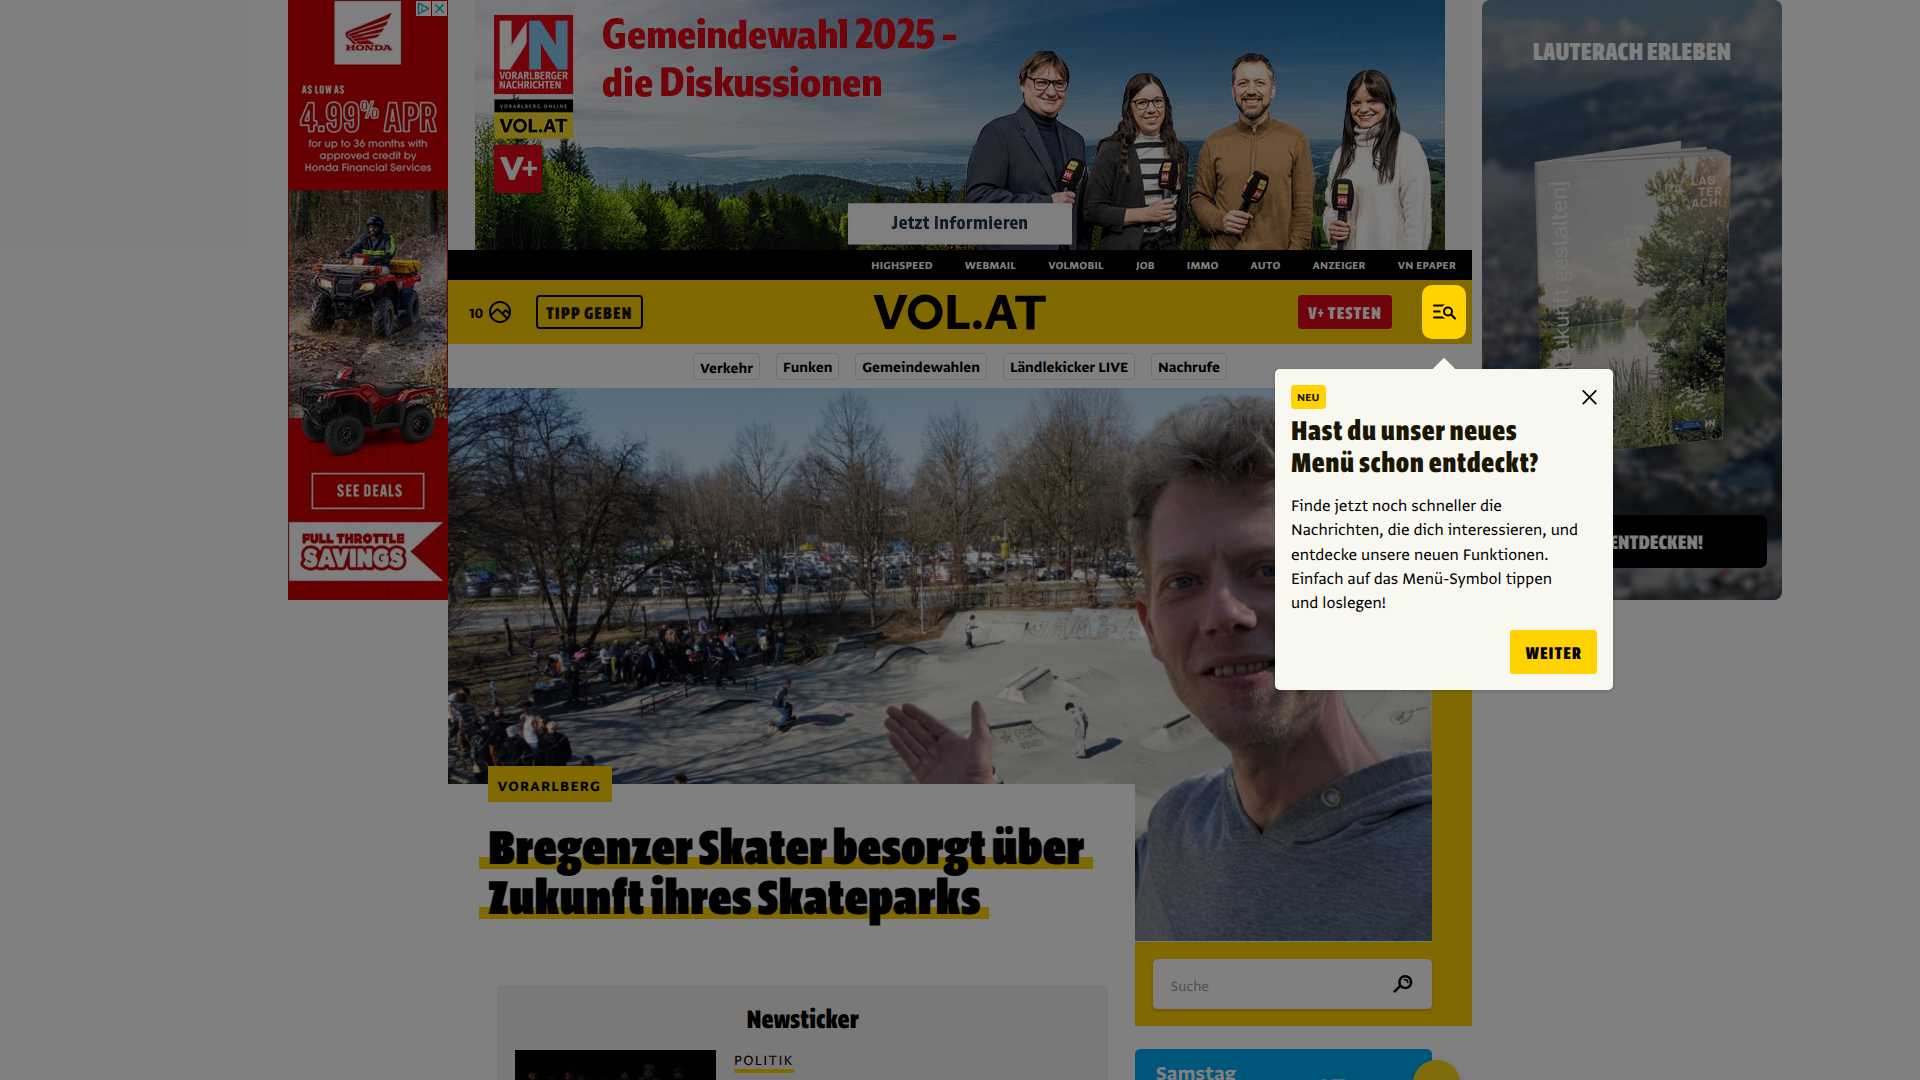 HONDA
AS LOW AS
4.99% APR
for up to 36 months with
approved credit by
Honda Financial Services
SEE DEALS
FULL THROTTLE
SAVINGS
VN
VORARLBERGER
NACHRICHTEN
VORARLBERG ONLINE
VOL.AT
V+
Gemeindewahl 2025 –
die Diskussionen
Jetzt Informieren
LAUTERACH ERLEBEN
LAU
TER
ACH
[zukunft gestalten]
ENTDECKEN!
HIGHSPEED WEBMAIL VOLMOBIL JOB IMMO AUTO ANZEIGER VN EPAPER
10
TIPP GEBEN
VOL.AT
V+ TESTEN
Verkehr Funken Gemeindewahlen Ländlekicker LIVE Nachrufe
NEU
Hast du unser neues
Menü schon entdeckt?
Finde jetzt noch schneller die
Nachrichten, die dich interessieren, und
entdecke unsere neuen Funktionen.
Einfach auf das Menü-Symbol tippen
und loslegen!
WEITER
VORARLBERG
Bregenzer Skater besorgt über
Zukunft ihres Skateparks
Suche
Newsticker
POLITIK
Samstag